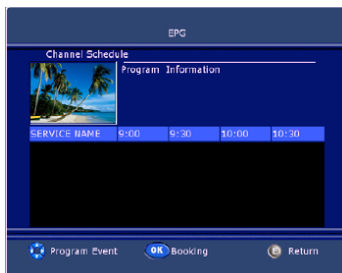 EPG
Channel Schedule
Program Information
SERVICE NAME 9:00 9:30 10:00 10:30
Program Event OK Booking Return